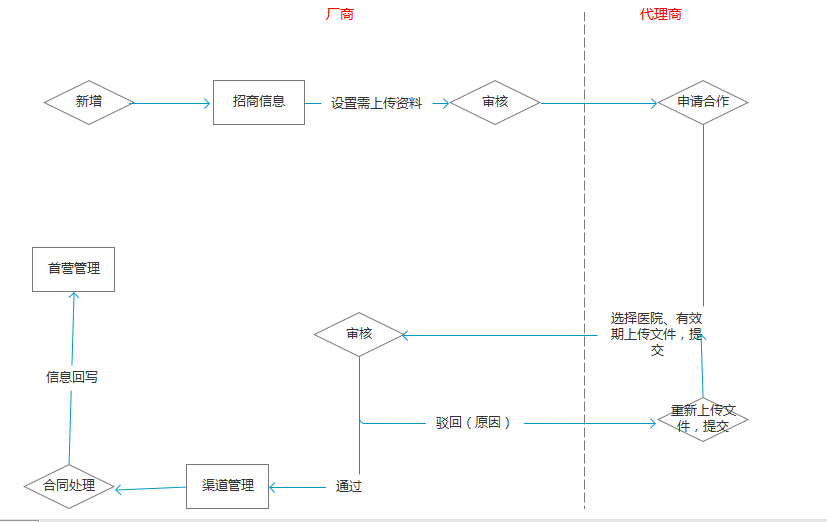 厂商
代理商
新增
招商信息
设置需上传资料
审核
申请合作
首营管理
选择医院、有效
期上传文件，提
交
审核
信息回写
重新上传文
件，提交
驳回（原因）
合同处理
渠道管理
通过